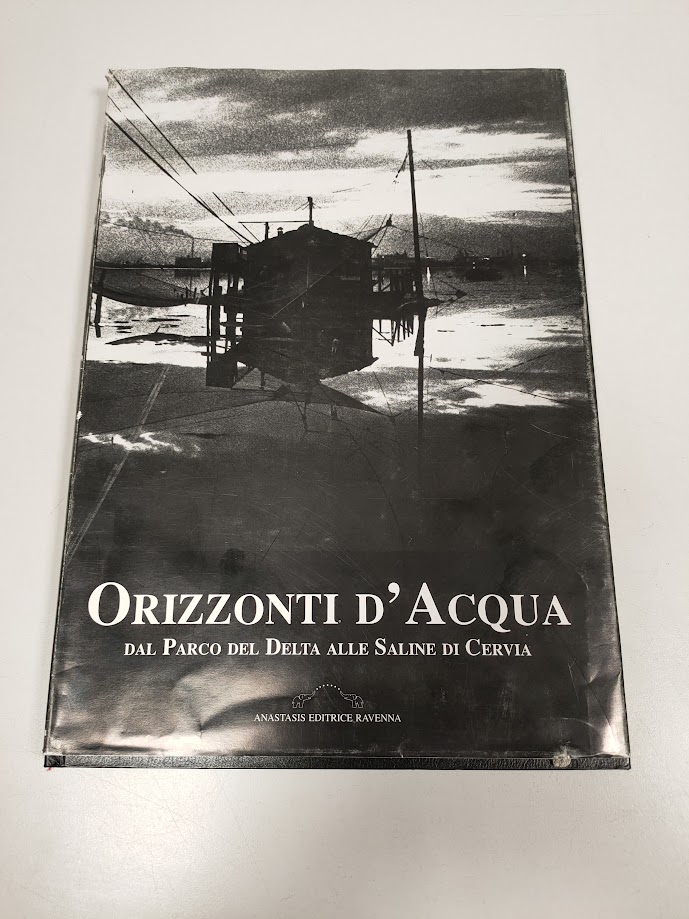 ORIZZONTI D'ACQUA
DAL PARCO DEL DELTA ALLE SALINE DI CERVIA
ANASTASIS EDITRICE RAVENNA